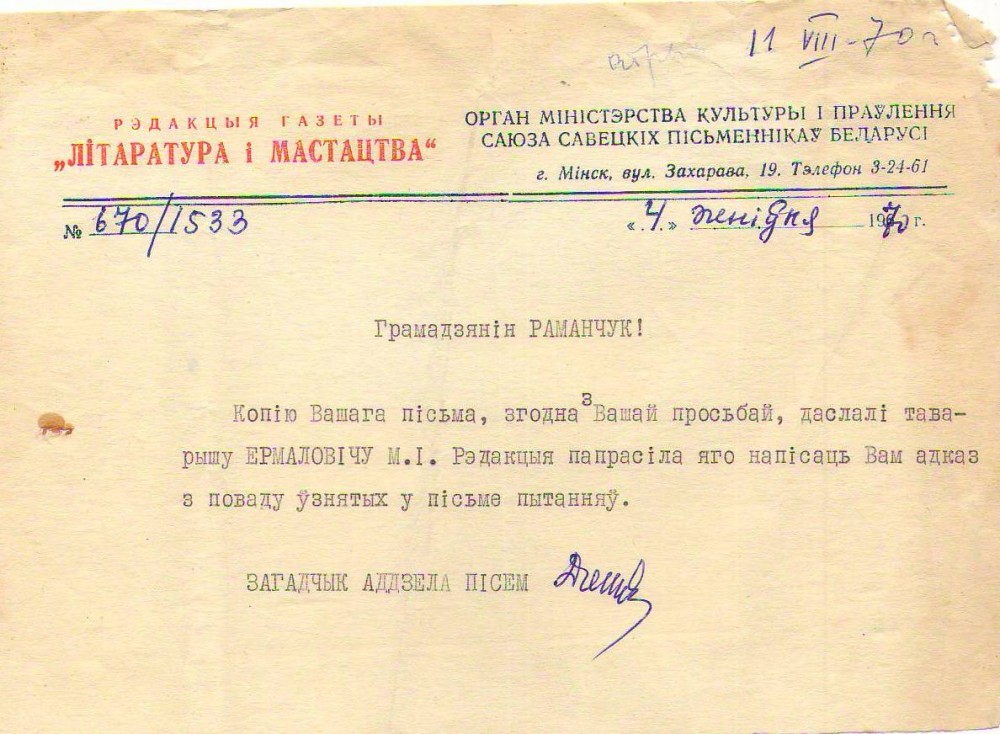 11 VIII-70 г
РЭДАКЦЫЯ ГАЗЕТЫ
„ЛІТАРАТУРА і МАСТАЦТВА“
ОРГАН МІНІСТЭРСТВА КУЛЬТУРЫ І ПРАЎЛЕННЯ
САЮЗА САВЕЦКІХ ПІСЬМЕННІКАЎ БЕЛАРУСІ
г. Мінск, вул. Захарава, 19. Тэлефон 3-24-61
№ 670/1533
« 4 » жніўня 1970 г.
Грамадзянін РАМАНЧУК!
Копію Вашага пісьма, згодна з Вашай просьбай, даслалі тава-
рышу ЕРМАЛОВІЧУ М.І. Рэдакцыя папрасіла яго напісаць Вам адказ
з поваду ўзнятых у пісьме пытанняў.
ЗАГАДЧЫК АДДЗЕЛА ПІСЕМ